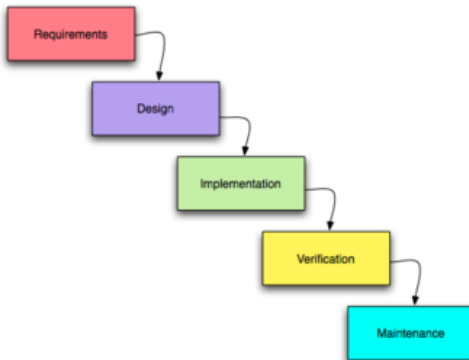 Requirements
Design
Implementation
Verification
Maintenance